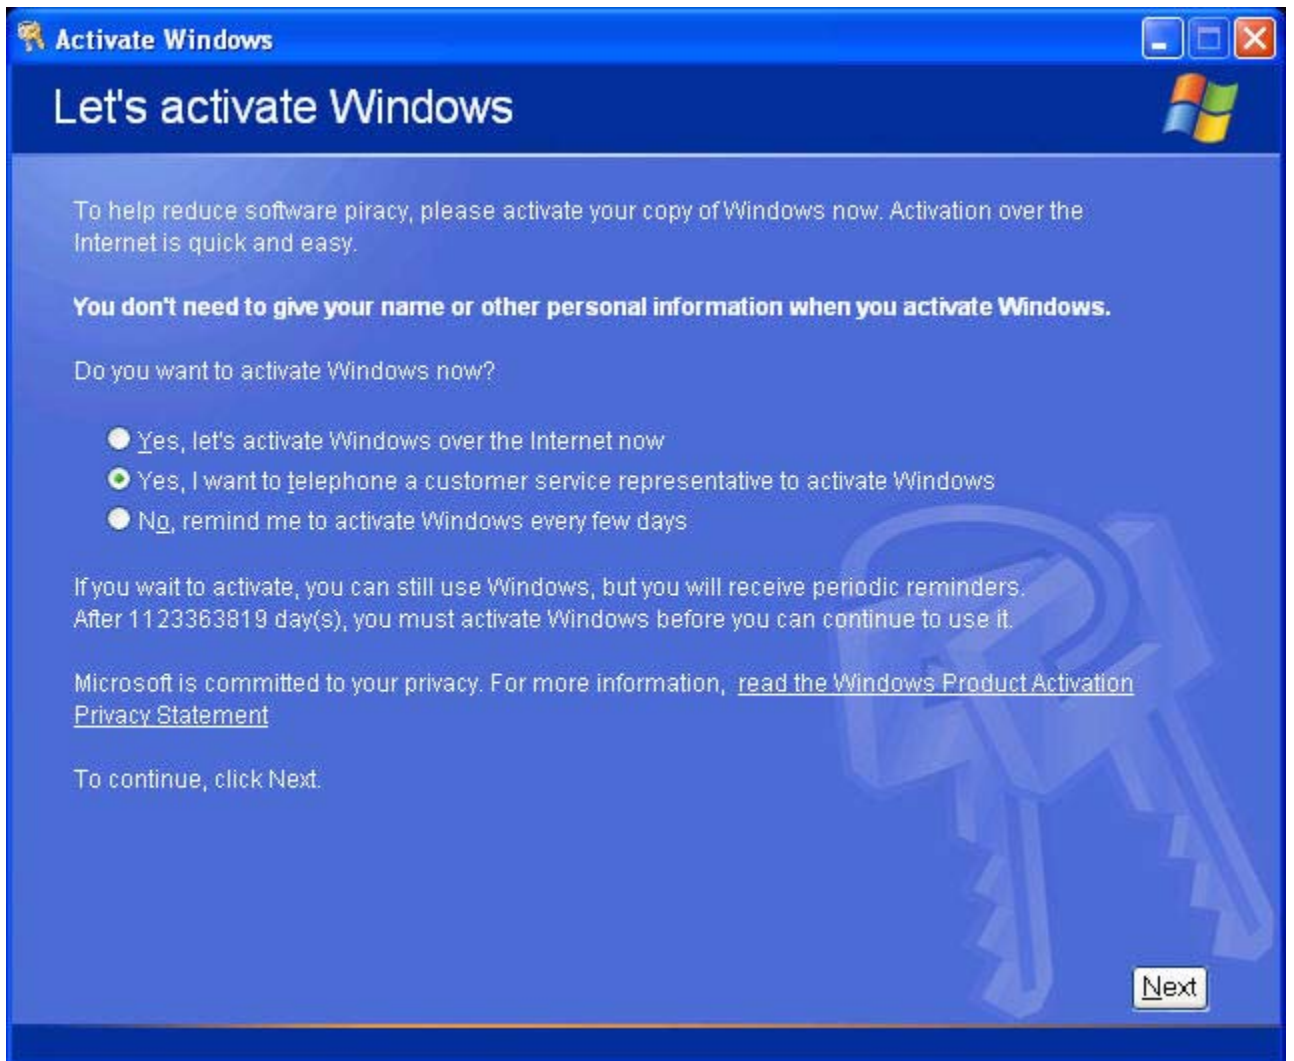 Activate Windows
Let's activate Windows
To help reduce software piracy, please activate your copy of Windows now. Activation over the
Internet is quick and easy.
You don't need to give your name or other personal information when you activate Windows.
Do you want to activate Windows now?
Yes, let's activate Windows over the Internet now
Yes, I want to telephone a customer service representative to activate Windows
No, remind me to activate Windows every few days
If you wait to activate, you can still use Windows, but you will receive periodic reminders.
After 1123363819 day(s), you must activate Windows before you can continue to use it.
Microsoft is committed to your privacy. For more information, read the Windows Product Activation
Privacy Statement
To continue, click Next.
Next